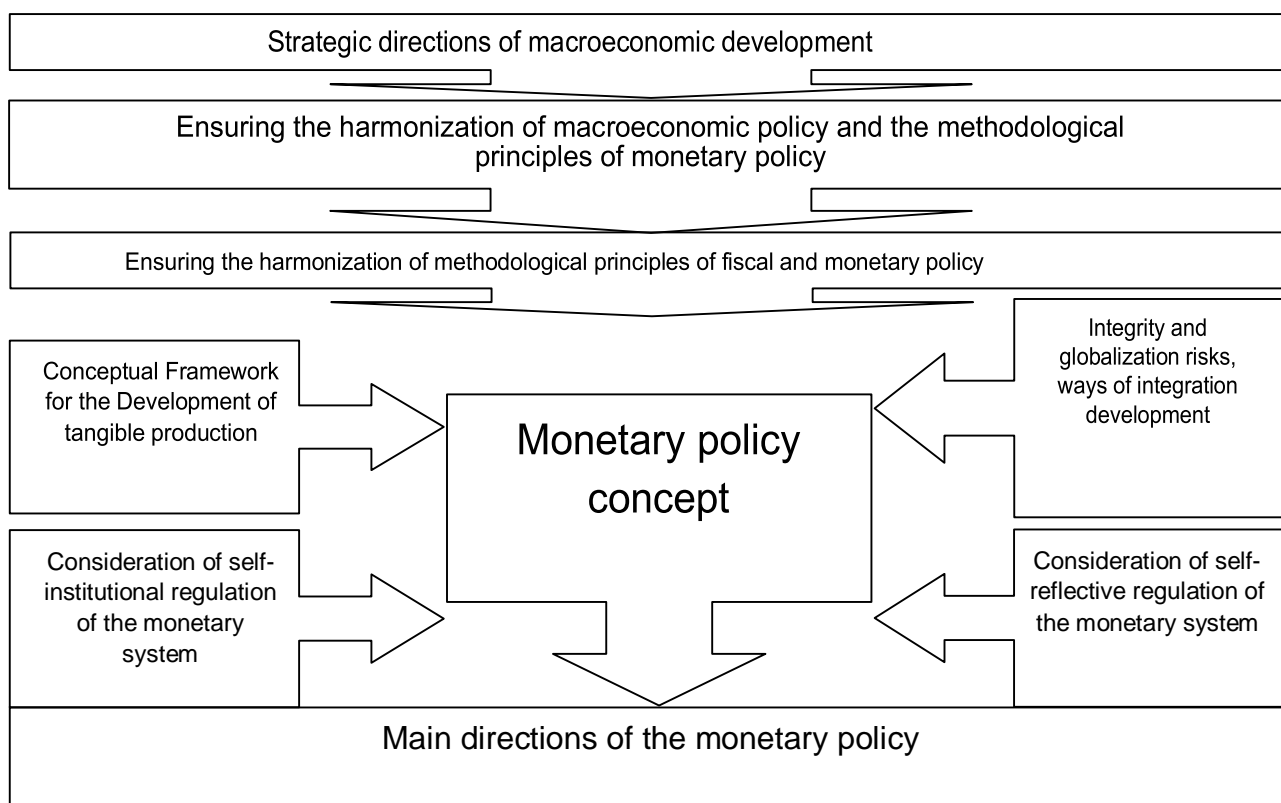 Strategic directions of macroeconomic development
Ensuring the harmonization of macroeconomic policy and the methodological
principles of monetary policy
Ensuring the harmonization of methodological principles of fiscal and monetary policy
Conceptual Framework
for the Development of
tangible production
Integrity and
globalization risks,
ways of integration
development
Monetary policy
concept
Consideration of self-
institutional regulation
of the monetary
system
Consideration of self-
reflective regulation of
the monetary system
Main directions of the monetary policy